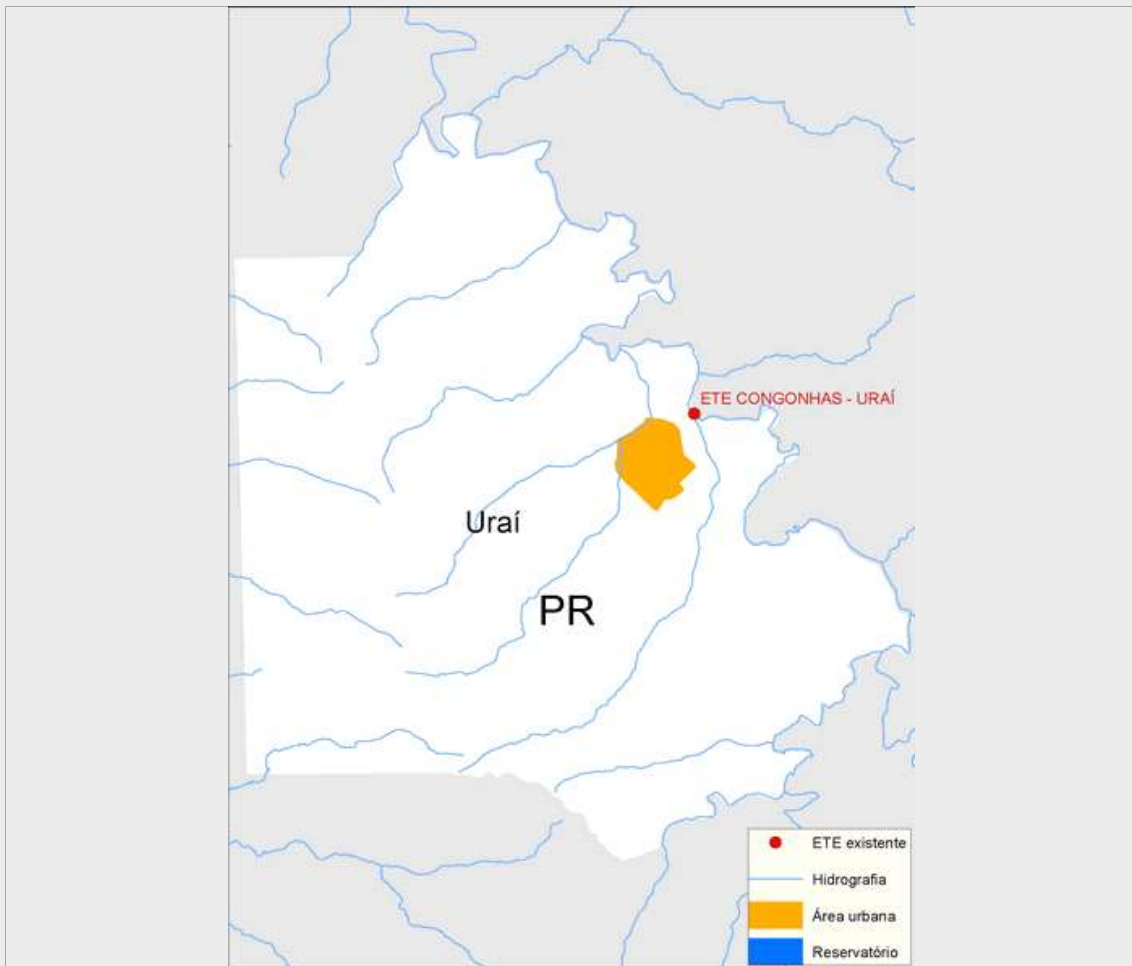 ETE CONGONHAS - URAÍ
Uraí
PR
ETE existente
Hidrografia
Área urbana
Reservatório